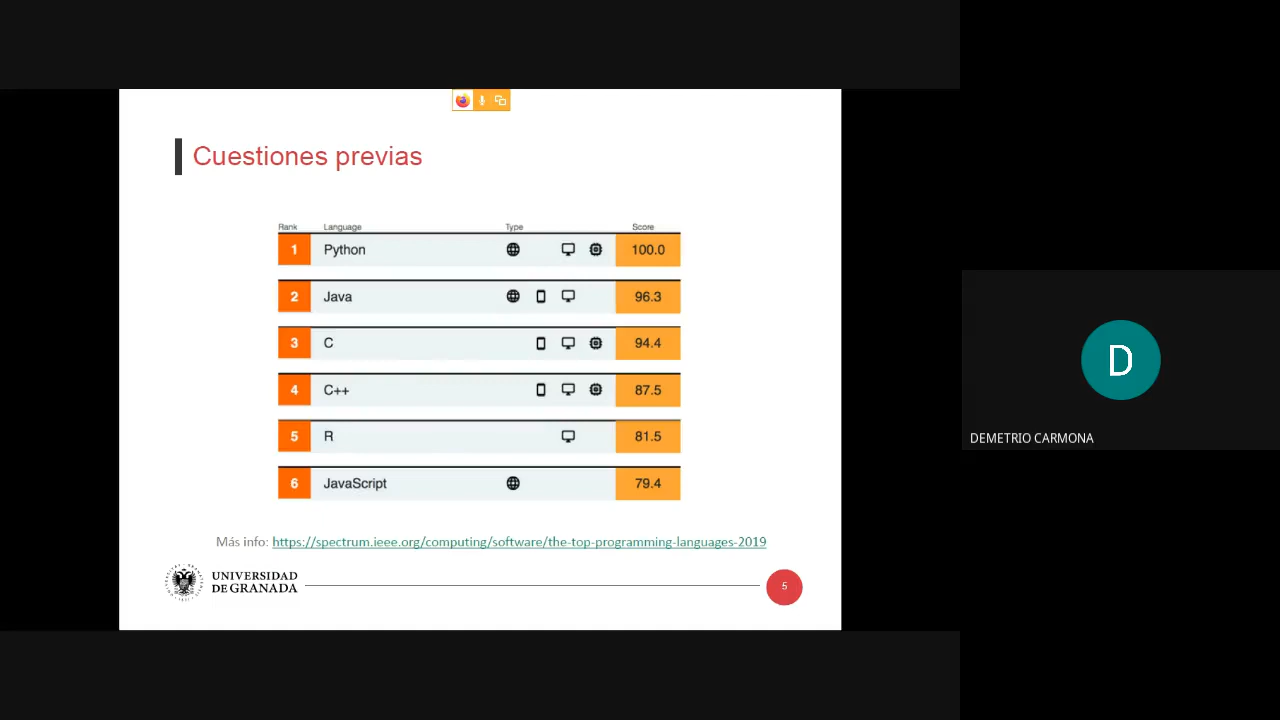 Cuestiones previas
Rank Language Type Score
1 Python 100.0
2 Java 96.3
3 C 94.4
4 C++ 87.5
5 R 81.5
6 JavaScript 79.4
Más info: https://spectrum.ieee.org/computing/software/the-top-programming-languages-2019
UNIVERSIDAD
DE GRANADA
5
D
DEMETRIO CARMONA